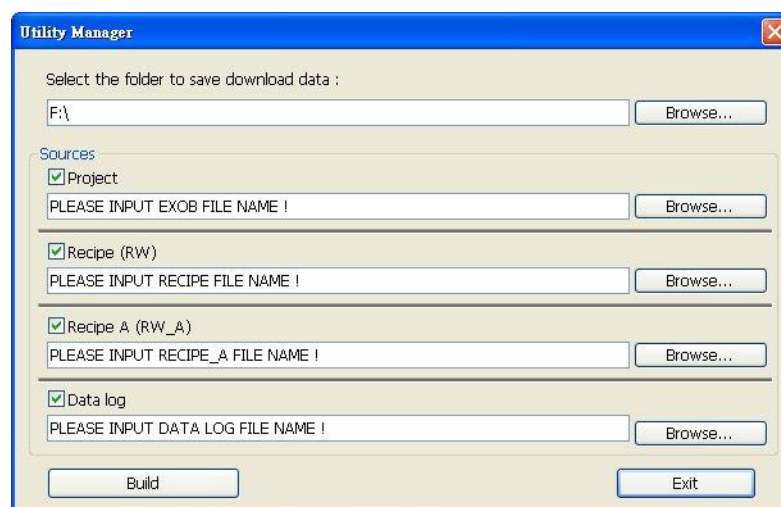 Utility Manager
Select the folder to save download data :
F:\
Browse...
Sources
Project
PLEASE INPUT EXOB FILE NAME !
Browse...
Recipe (RW)
PLEASE INPUT RECIPE FILE NAME !
Browse...
Recipe A (RW_A)
PLEASE INPUT RECIPE_A FILE NAME !
Browse...
Data log
PLEASE INPUT DATA LOG FILE NAME !
Browse...
Build
Exit